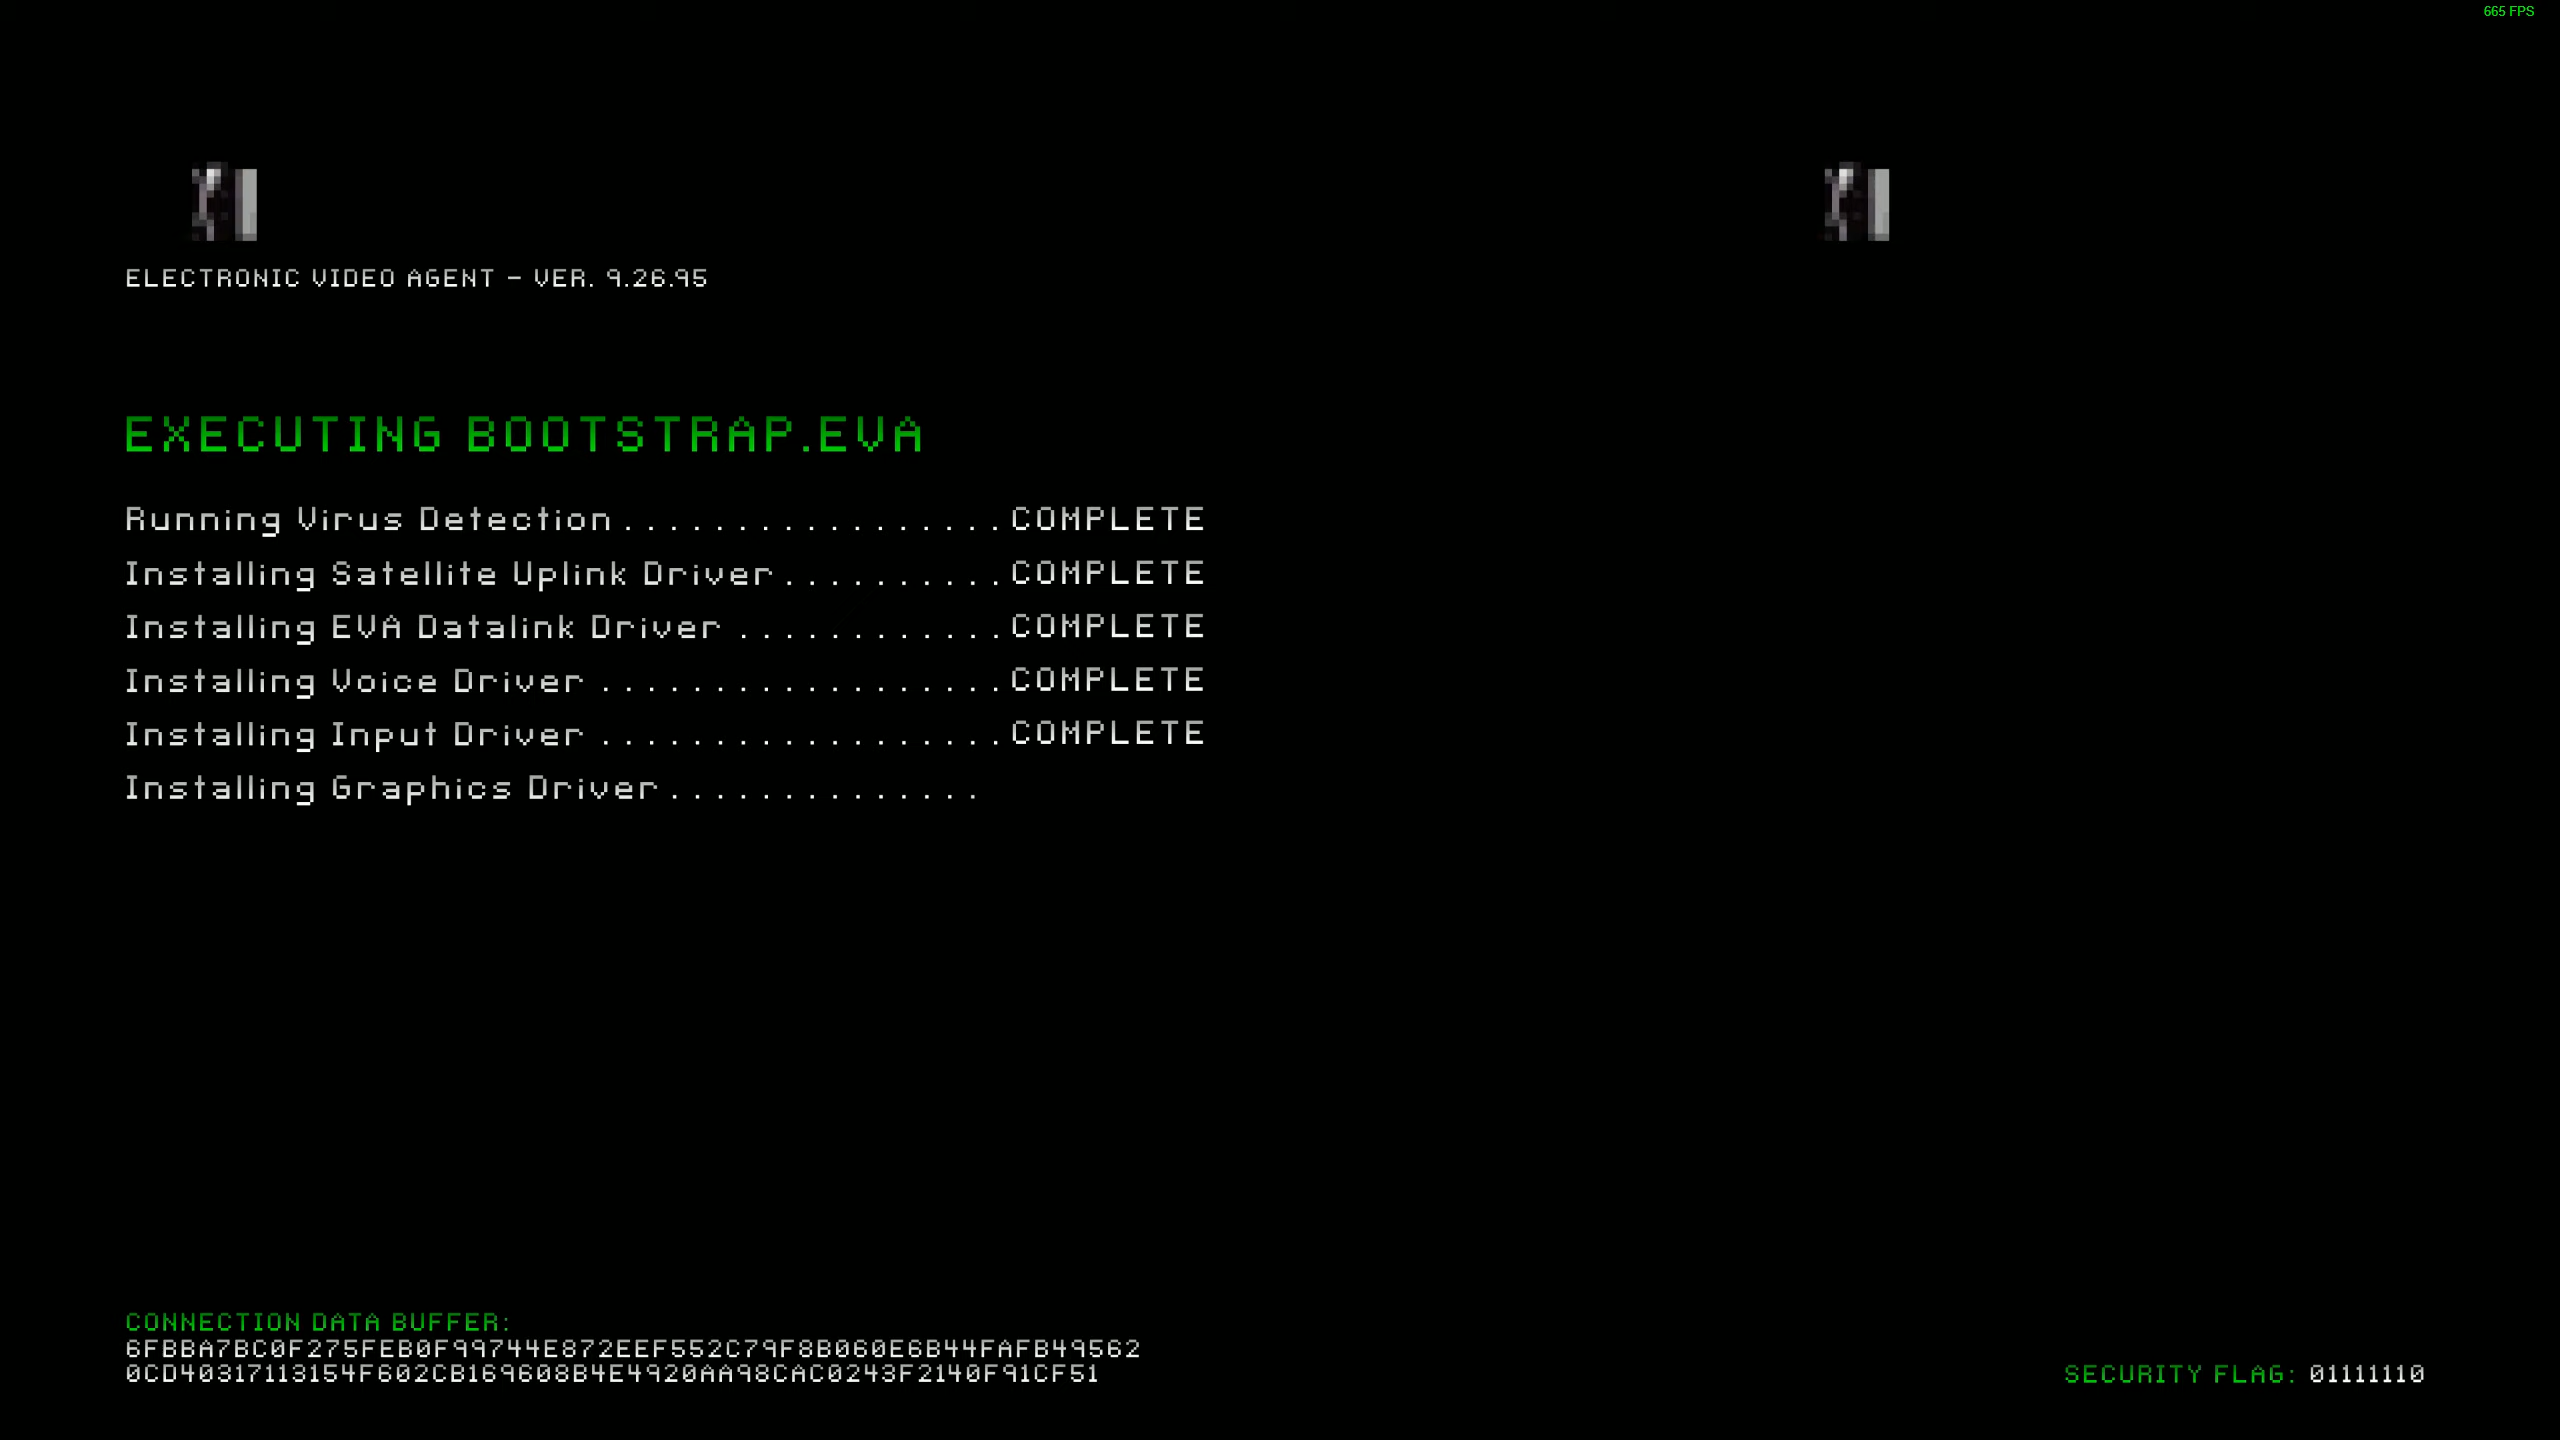 665 FPS
ELECTRONIC VIDEO AGENT - VER. 9.26.95
EXECUTING BOOTSTRAP.EVA
Running Virus Detection.................COMPLETE
Installing Satellite Uplink Driver..........COMPLETE
Installing EVA Datalink Driver ............COMPLETE
Installing Voice Driver ..................COMPLETE
Installing Input Driver ..................COMPLETE
Installing Graphics Driver..............
CONNECTION DATA BUFFER:
6FBBA7BC0F275FEB0F99744E872EEF552C79F8B060E6B44FAFB49562
0CD40317113154F602CB169608B4E4920AA98CAC0243F2140F91CF51
SECURITY FLAG: 01111110